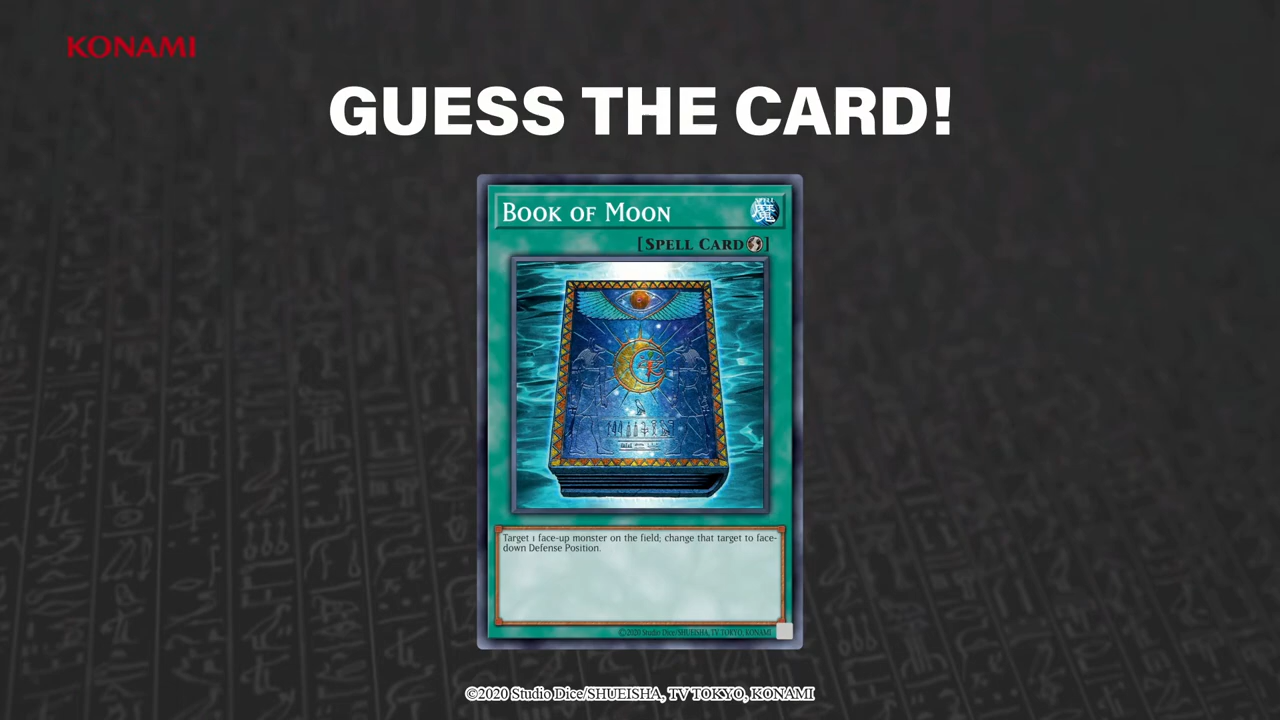 KONAMI
GUESS THE CARD!
BOOK OF MOON
魔
[SPELL CARD]
Target 1 face-up monster on the field; change that target to face-
down Defense Position.
©2020 Studio Dice/SHUEISHA, TV TOKYO, KONAMI
©2020 Studio Dice/SHUEISHA, TV TOKYO, KONAMI